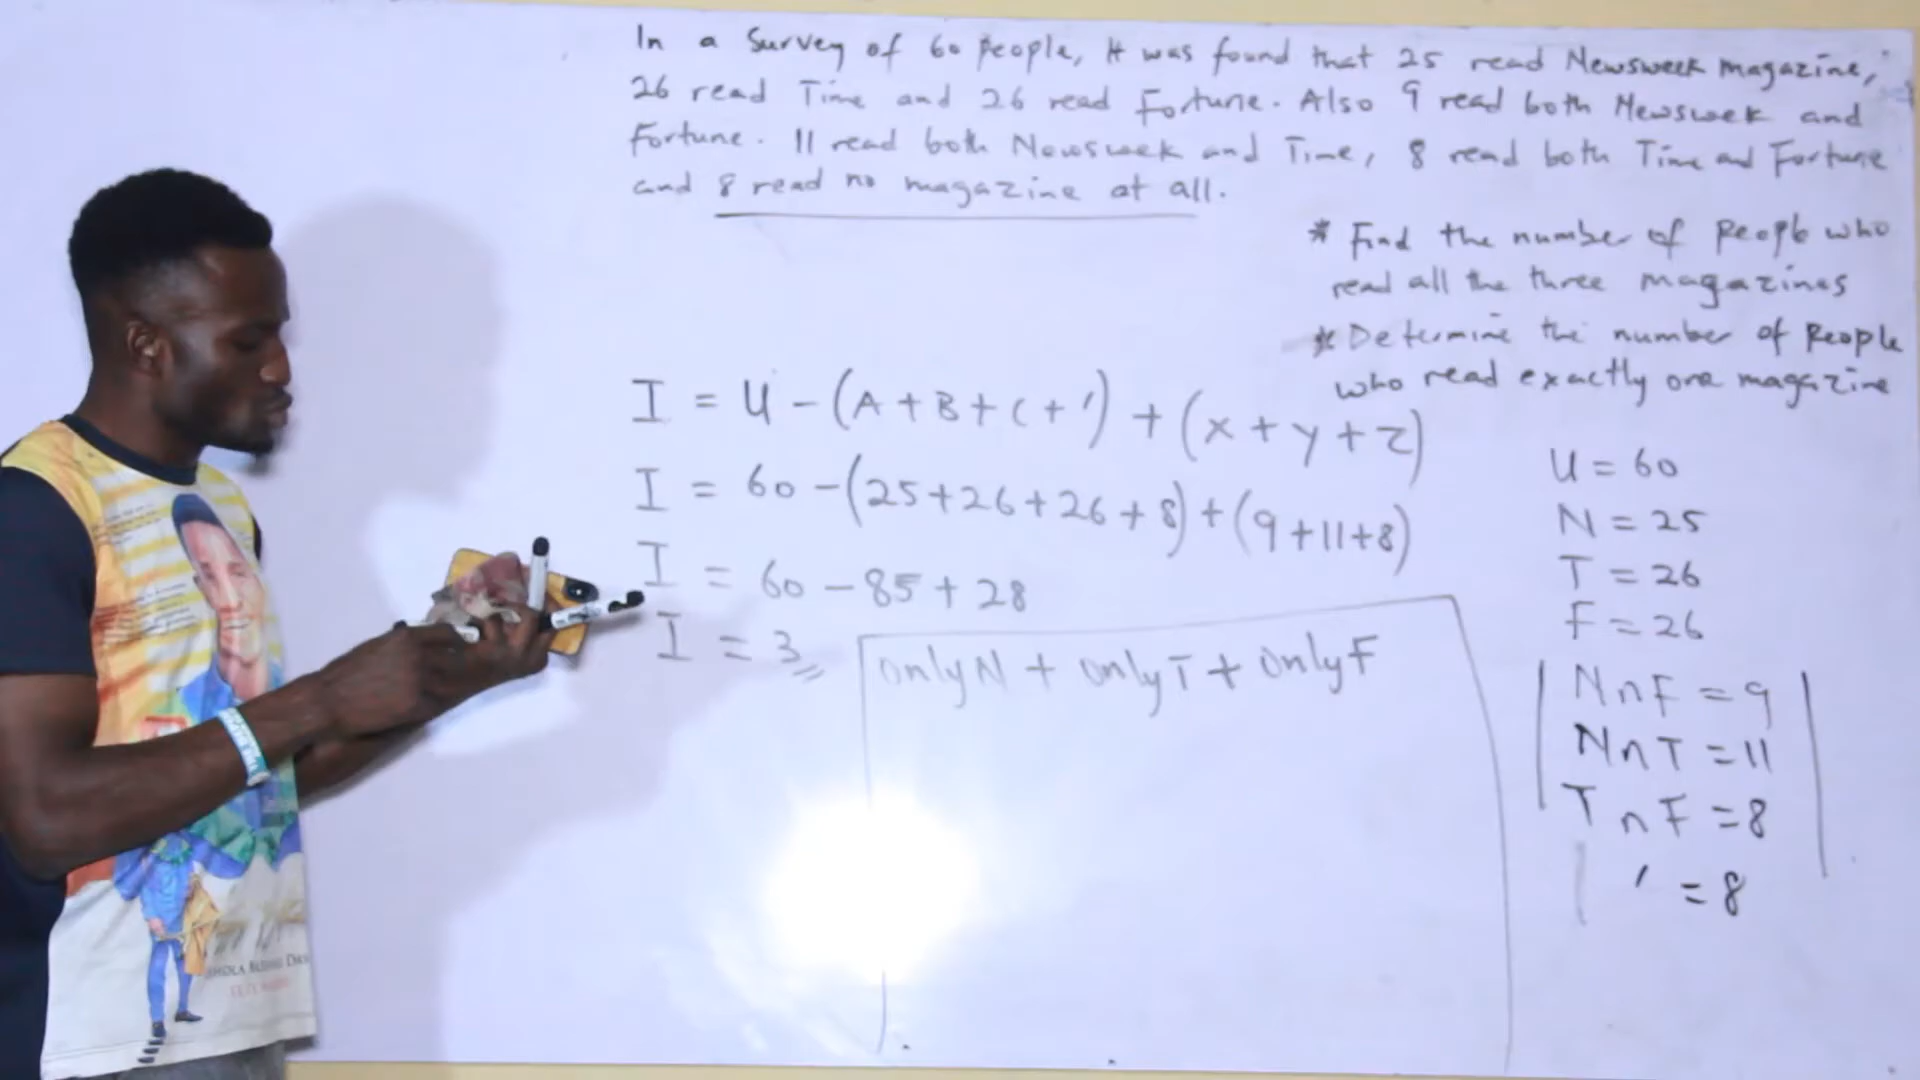 In a Survey of 60 people, it was found that 25 read Newsweek magazine,
26 read Time and 26 read Fortune. Also 9 read both Newsweek and
Fortune. 11 read both Newsweek and Time, 8 read both Time and Fortune
and 8 read no magazine at all.
* Find the number of people who
read all the three magazines
* Determine the number of people
who read exactly one magazine
I = U - (A + B + C + ') + (x + y + z)
I = 60 - (25 + 26 + 26 + 8) + (9 + 11 + 8)
I = 60 - 85 + 28
I = 3
only N + only T + only F
U = 60
N = 25
T = 26
F = 26
N n F = 9
N n T = 11
T n F = 8
' = 8